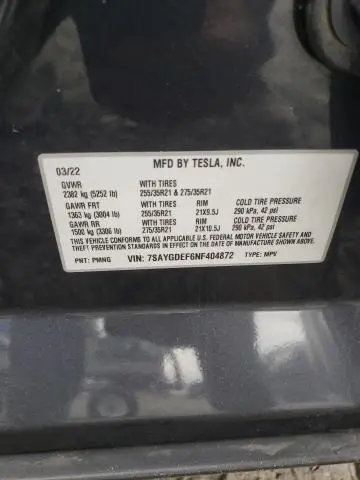 MFD BY TESLA, INC.
03/22
GVWR WITH TIRES
2382 kg (5252 lb) 255/35R21 & 275/35R21
GAWR FRT WITH TIRES RIM COLD TIRE PRESSURE
1363 kg (3004 lb) 255/35R21 21X9.5J 290 kPa, 42 psi
GAWR RR WITH TIRES RIM COLD TIRE PRESSURE
1500 kg (3306 lb) 275/35R21 21X10.5J 290 kPa, 42 psi
THIS VEHICLE CONFORMS TO ALL APPLICABLE U.S. FEDERAL MOTOR VEHICLE SAFETY AND
THEFT PREVENTION STANDARDS IN EFFECT ON THE DATE OF MANUFACTURE SHOWN ABOVE.
PNT: PMNG VIN: 7SAYGDEF6NF404872 TYPE: MPV